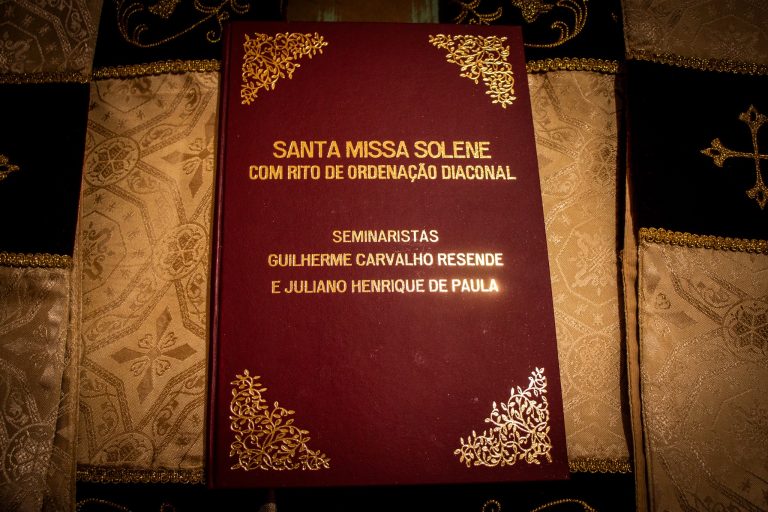 SANTA MISSA SOLENE
COM RITO DE ORDENAÇÃO DIACONAL
SEMINARISTAS
GUILHERME CARVALHO RESENDE
E JULIANO HENRIQUE DE PAULA